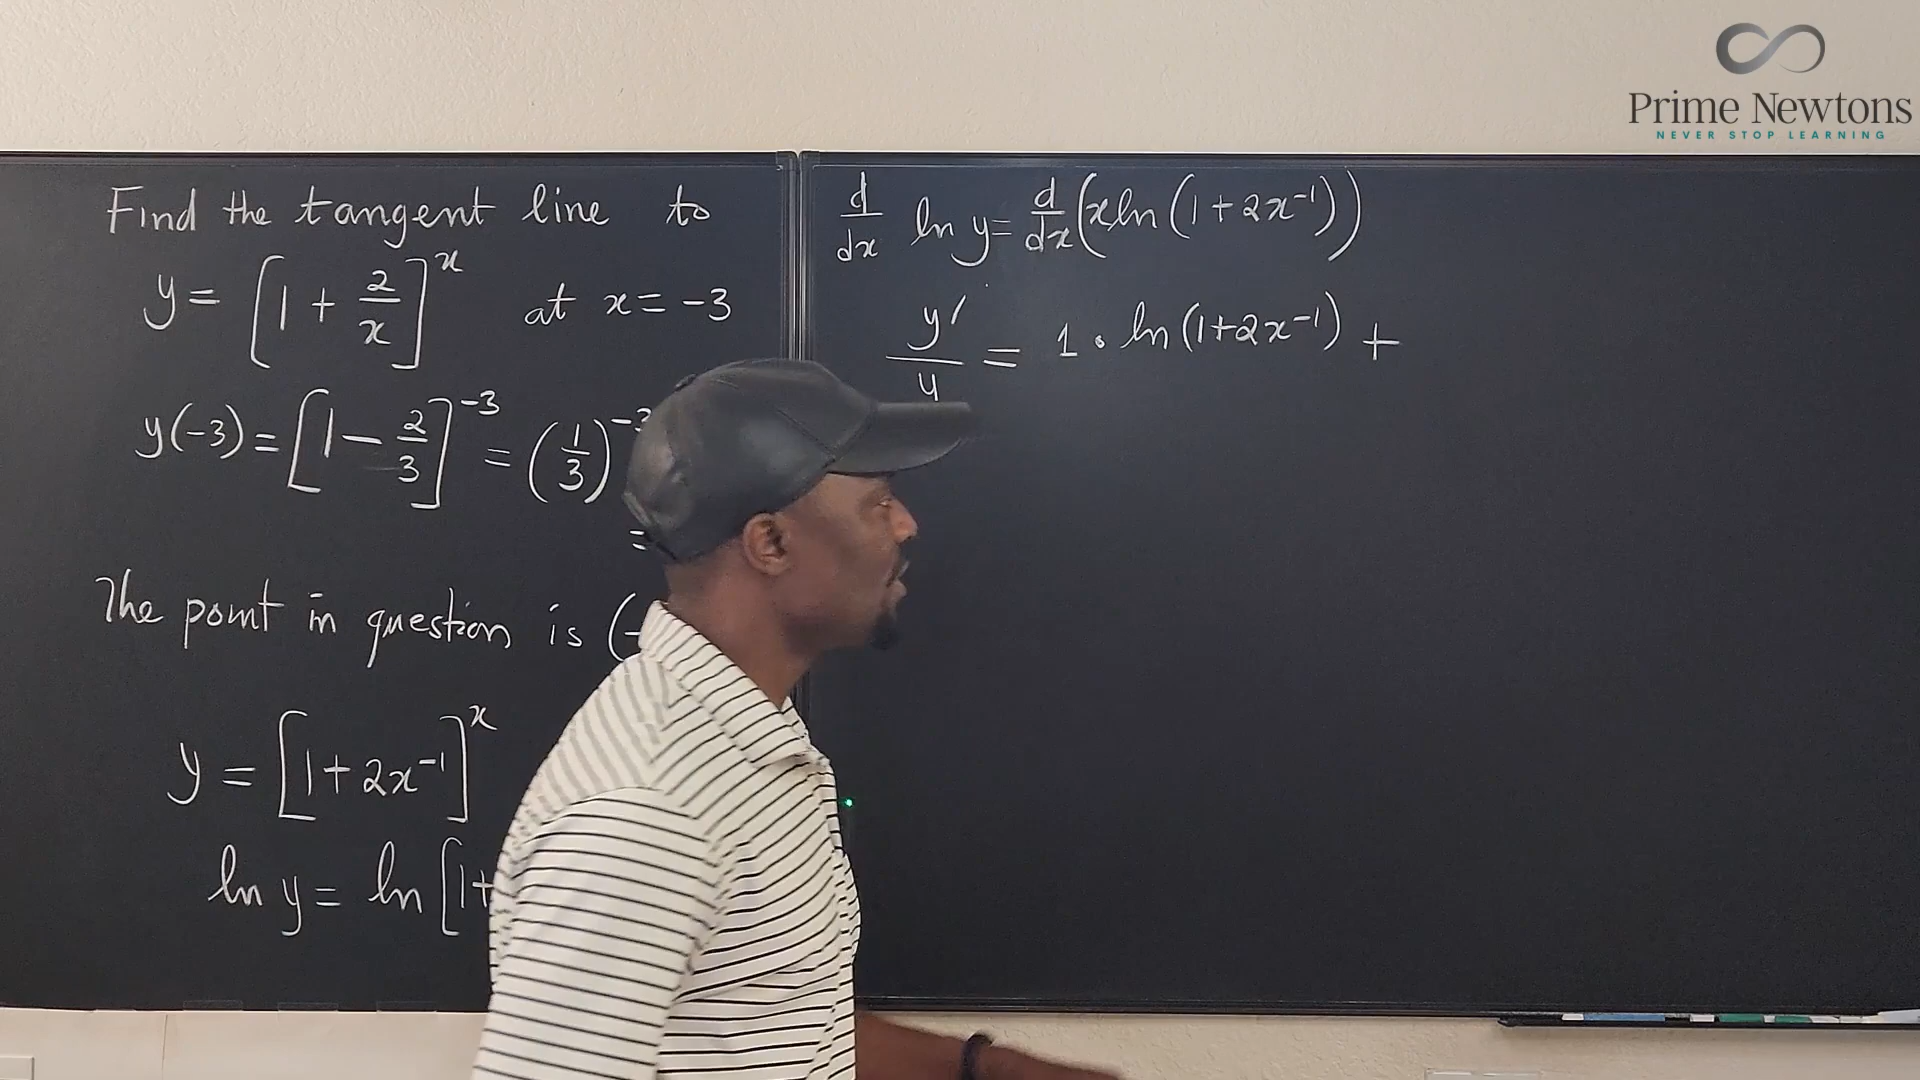 Prime Newtons
NEVER STOP LEARNING
Find the tangent line to
y = [1 + 2/x]^x at x = -3
y(-3) = [1 - 2/3]^-3 = (1/3)^-3
=
The point in question is (-
y = [1 + 2x^-1]^x
ln y = ln [1+
d/dx ln y = d/dx (x ln (1 + 2x^-1))
y'/y = 1 · ln (1+2x^-1) +